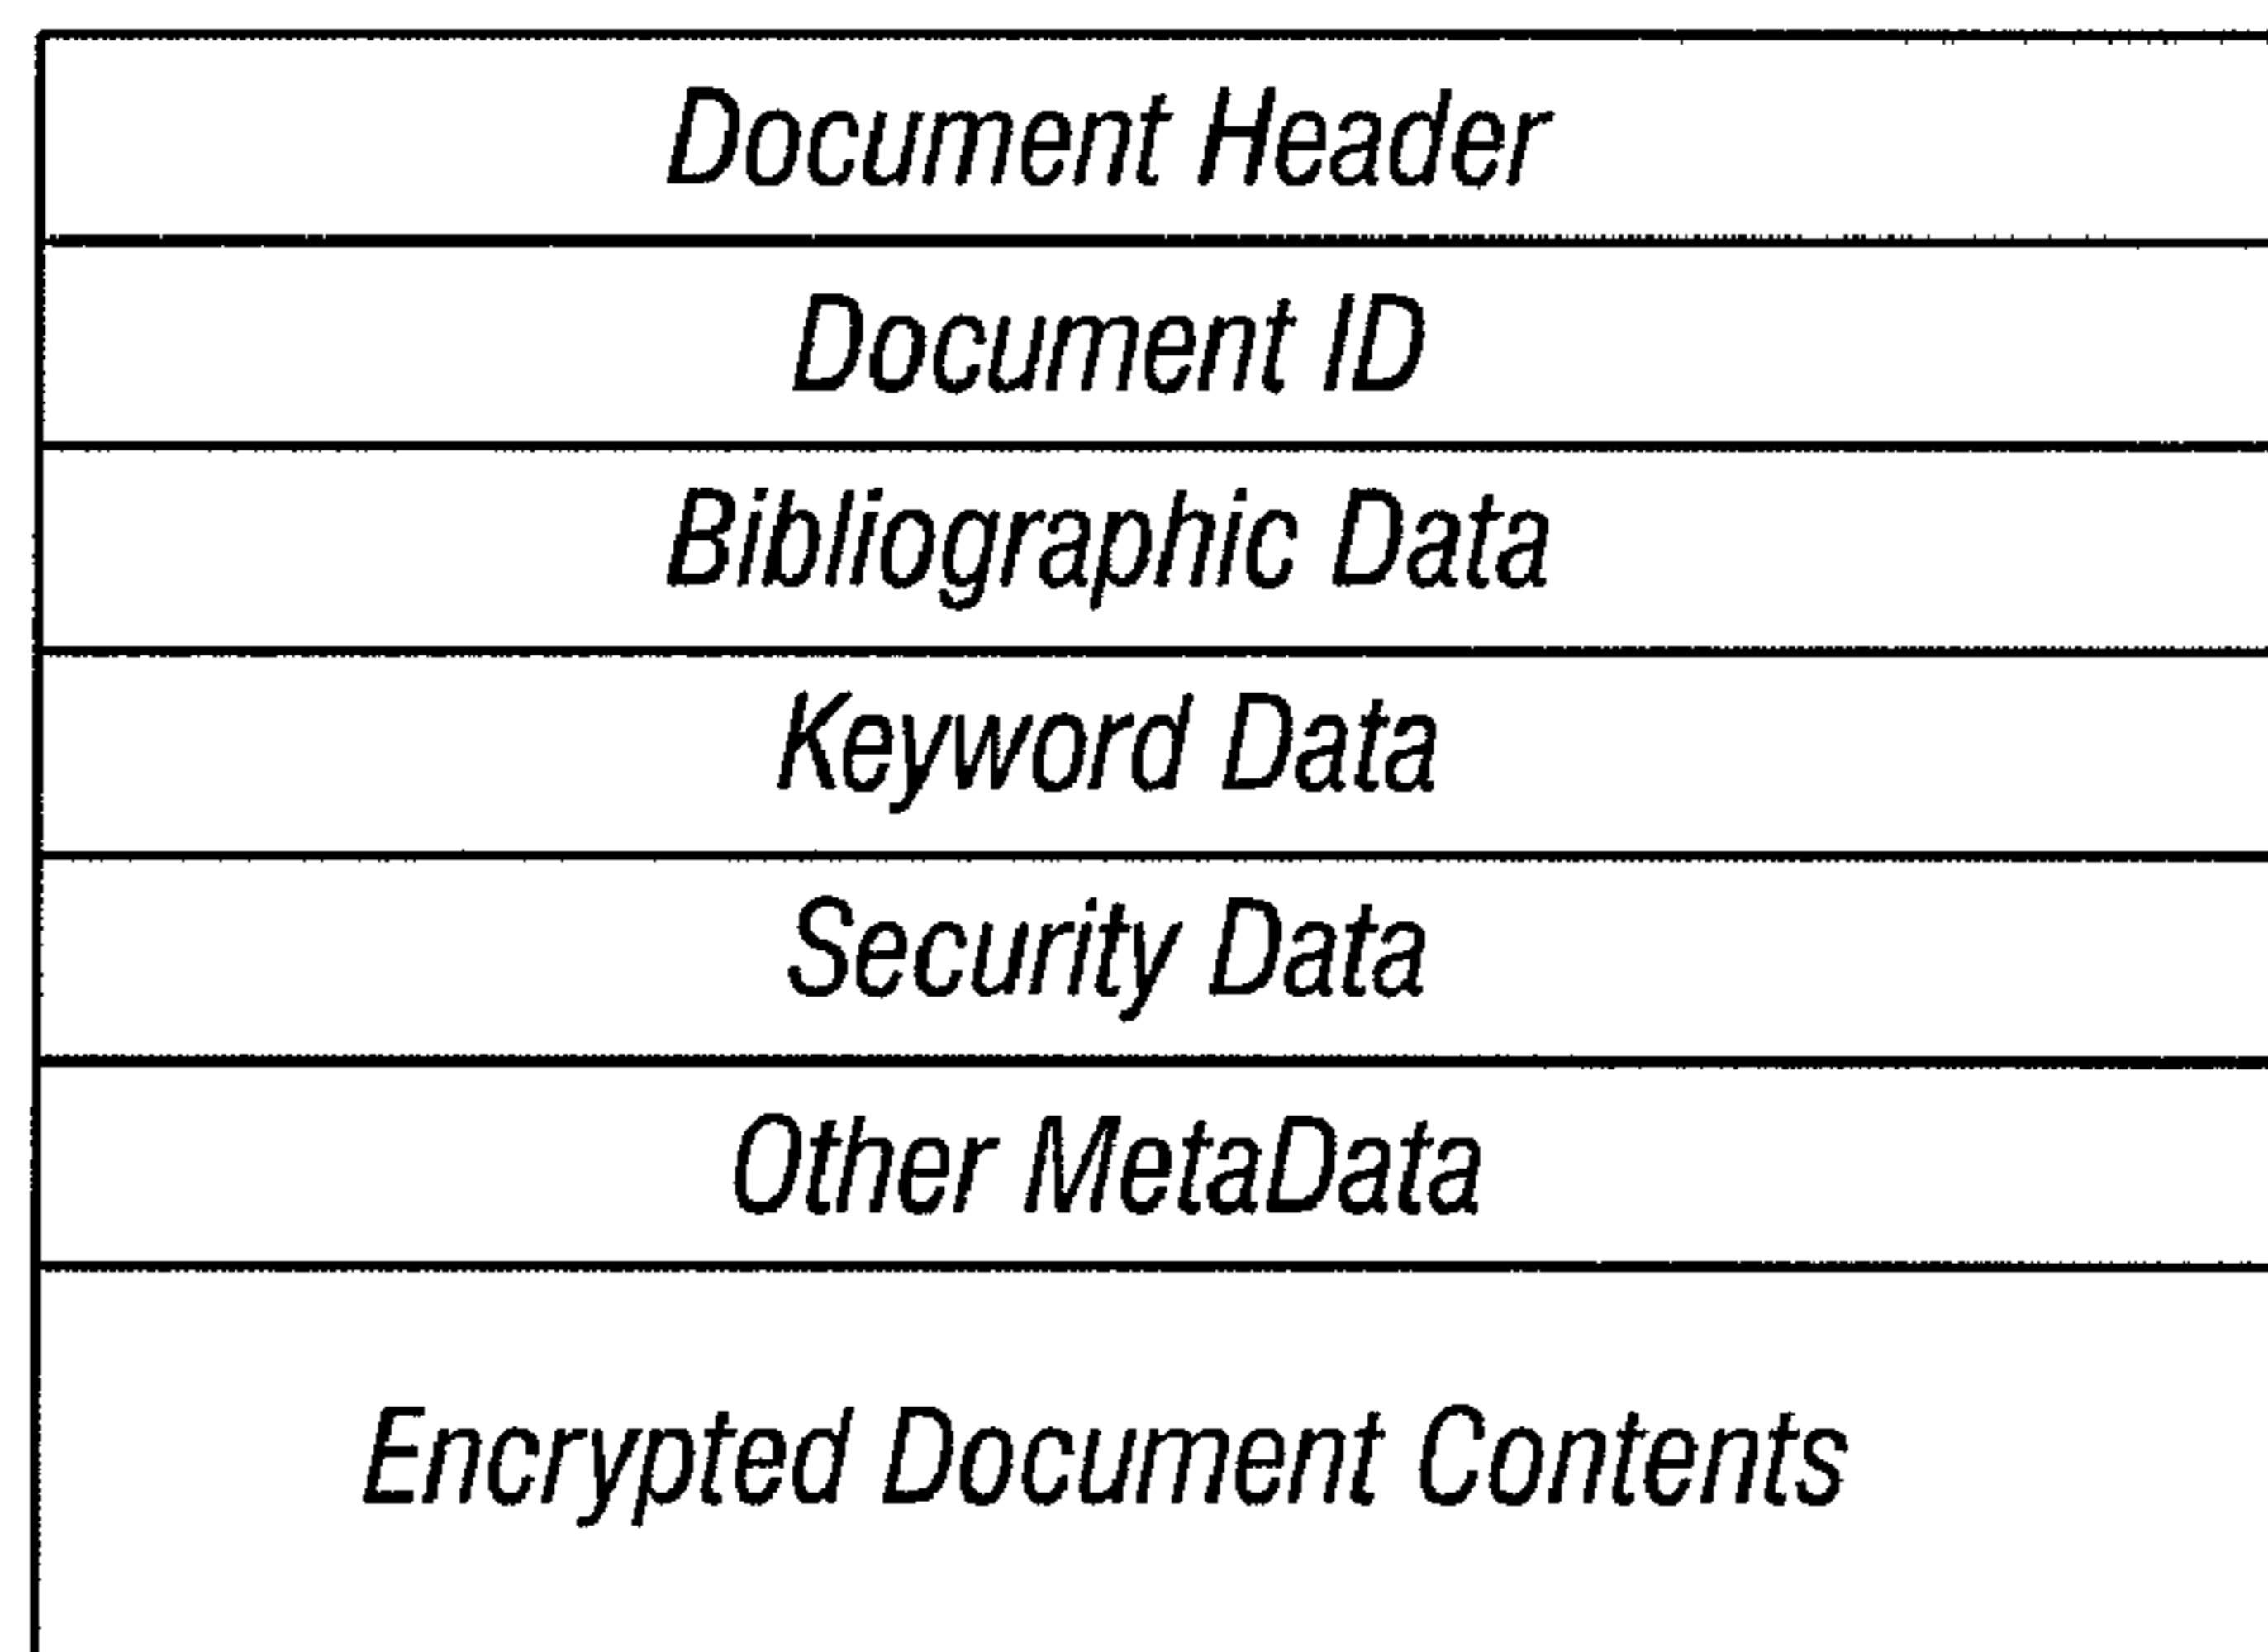 Document Header
Document ID
Bibliographic Data
Keyword Data
Security Data
Other MetaData
Encrypted Document Contents